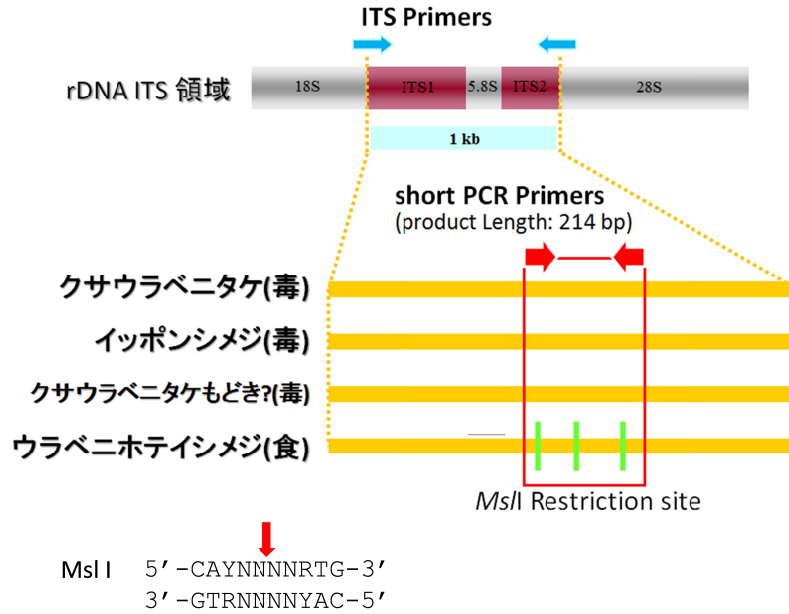 ITS Primers
rDNA ITS 領域
18S ITS1 5.8S ITS2 28S
1 kb
short PCR Primers
(product Length: 214 bp)
クサウラベニタケ(毒)
イッポンシメジ(毒)
クサウラベニタケもどき?(毒)
ウラベニホテイシメジ(食)
MslI Restriction site
Msl I 5′-CAYNNNNRTG-3′
3′-GTRNNNNYAC-5′